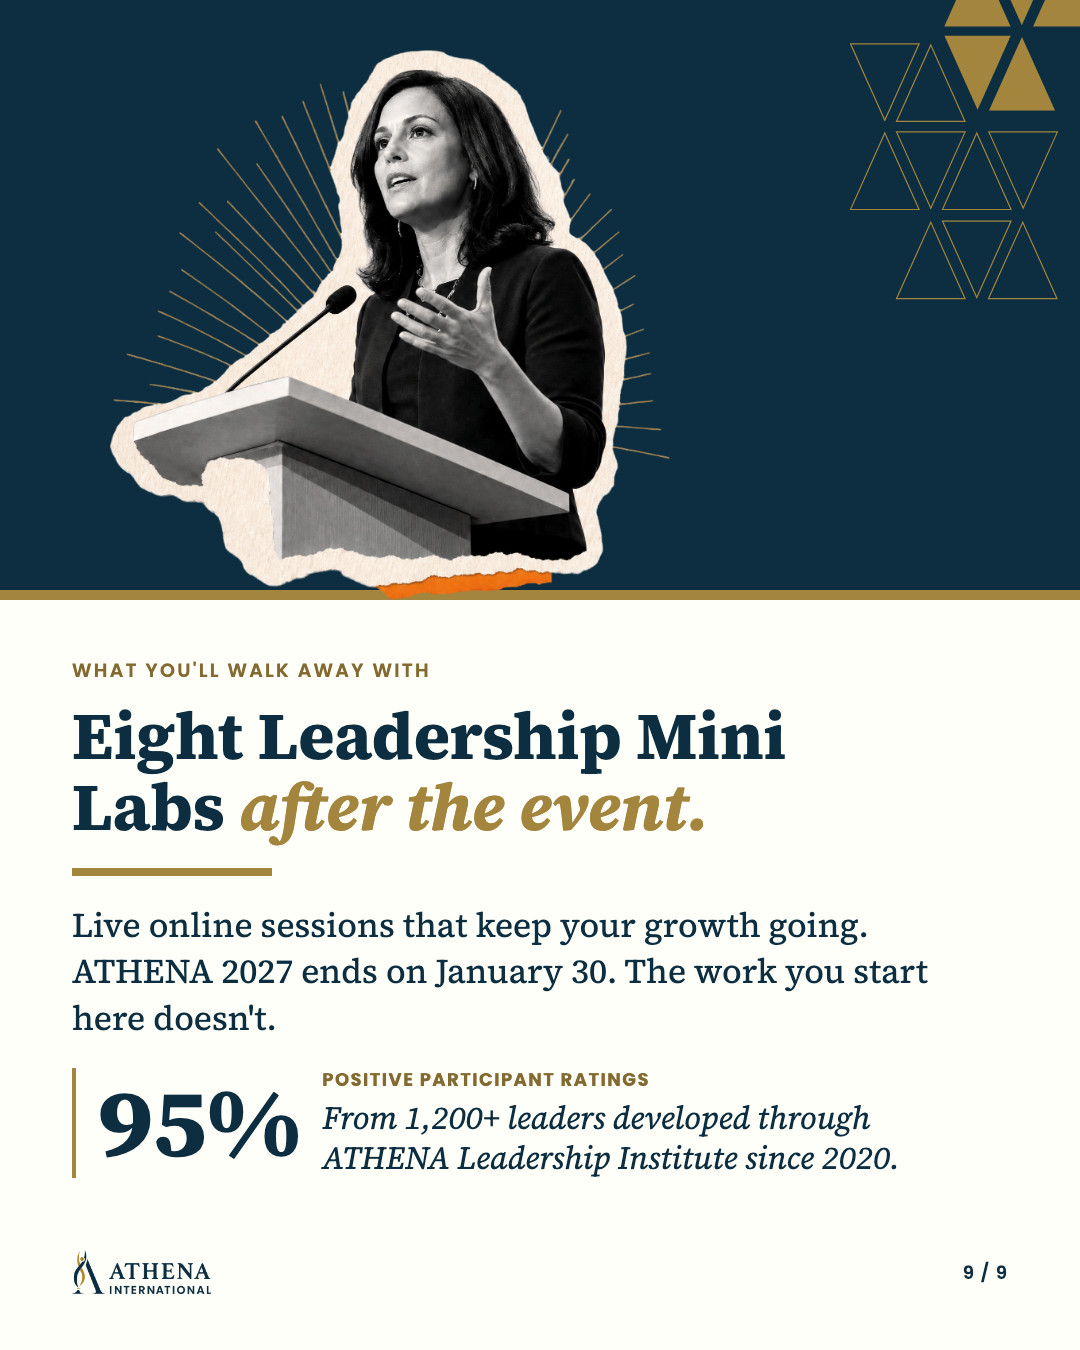 WHAT YOU'LL WALK AWAY WITH
Eight Leadership Mini
Labs after the event.
Live online sessions that keep your growth going.
ATHENA 2027 ends on January 30. The work you start
here doesn't.
95%
POSITIVE PARTICIPANT RATINGS
From 1,200+ leaders developed through
ATHENA Leadership Institute since 2020.
ATHENA
INTERNATIONAL
9 / 9